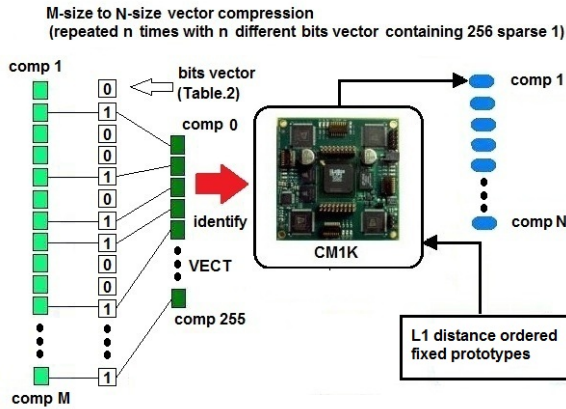 M-size to N-size vector compression
(repeated n times with n different bits vector containing 256 sparse 1)
comp 1
bits vector
(Table.2)
comp 0
identify
VECT
comp 255
comp M
0
1
0
0
1
0
1
1
0
0
1
1
CM1K
comp 1
comp N
L1 distance ordered
fixed prototypes